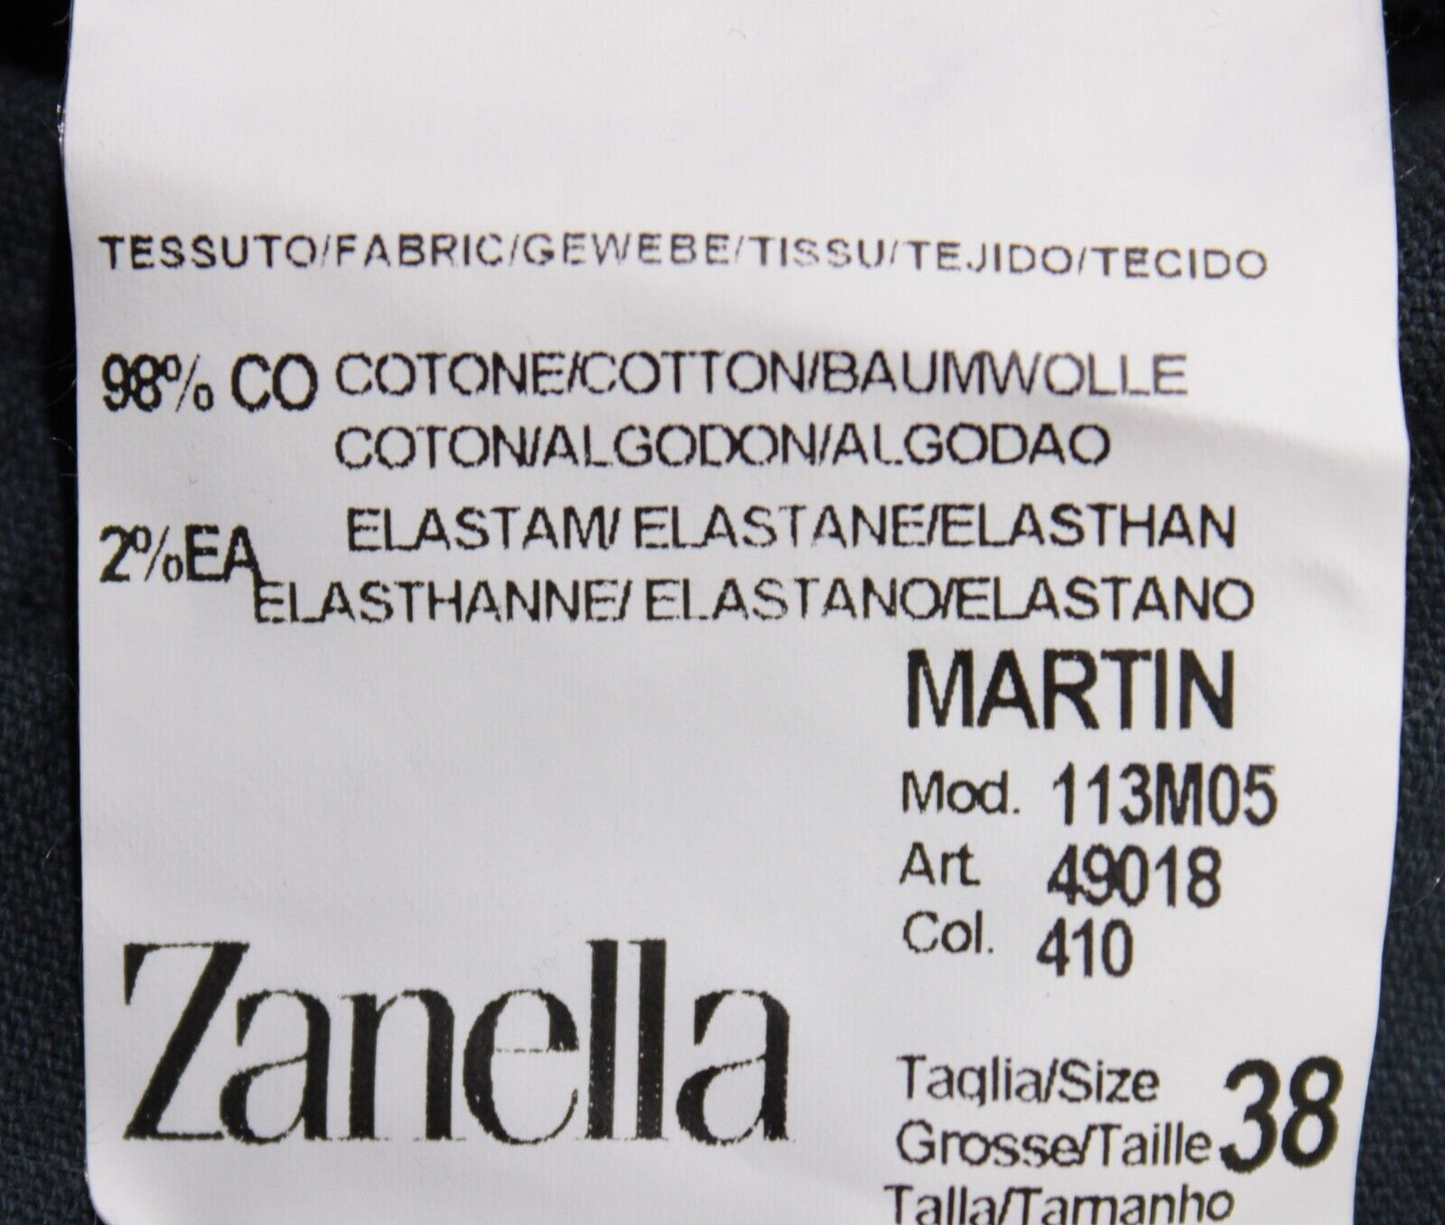 TESSUTO/FABRIC/GEWEBE/TISSU/TEJIDO/TECIDO
98% CO COTONE/COTTON/BAUMWOLLE
COTON/ALGODON/ALGODAO
2%EA ELASTAM/ ELASTANE/ELASTHAN
ELASTHANNE/ ELASTANO/ELASTANO
MARTIN
Mod. 113M05
Art. 49018
Col. 410
Zanella
Taglia/Size 38
Grosse/Taille
Talla/Tamanho